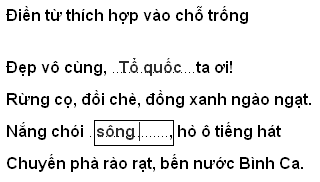 Điền từ thích hợp vào chỗ trống
Đẹp vô cùng, ..Tổ quốc...ta ơi!
Rừng cọ, đồi chè, đồng xanh ngào ngạt.
Nắng chói .sông ......., hò ô tiếng hát
Chuyến phà rào rạt, bến nước Bình Ca.